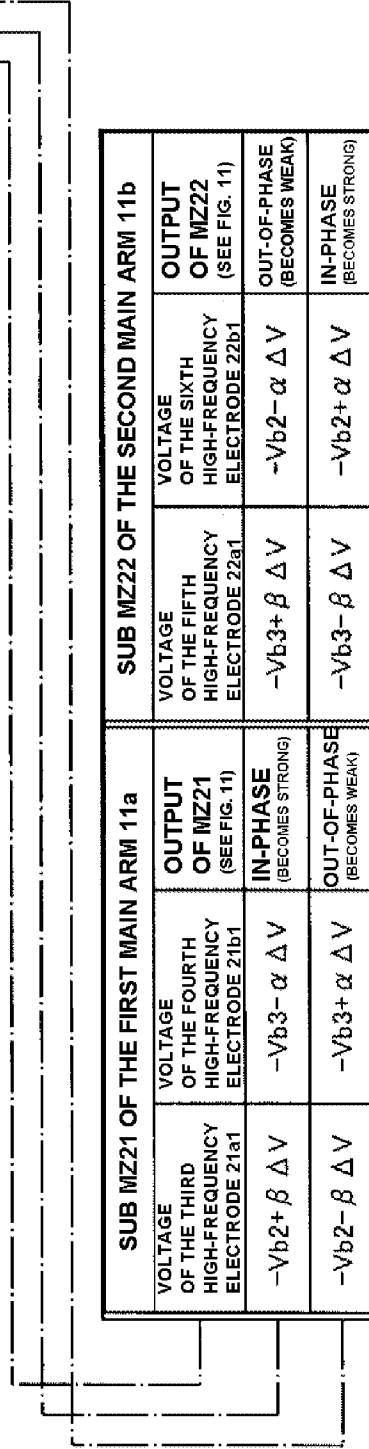 SUB MZ21 OF THE FIRST MAIN ARM 11a
SUB MZ22 OF THE SECOND MAIN ARM 11b
VOLTAGE
OF THE THIRD
HIGH-FREQUENCY
ELECTRODE 21a1
VOLTAGE
OF THE FOURTH
HIGH-FREQUENCY
ELECTRODE 21b1
OUTPUT
OF MZ21
(SEE FIG. 11)
VOLTAGE
OF THE FIFTH
HIGH-FREQUENCY
ELECTRODE 22a1
VOLTAGE
OF THE SIXTH
HIGH-FREQUENCY
ELECTRODE 22b1
OUTPUT
OF MZ22
(SEE FIG. 11)
-Vb2+β ΔV
-Vb3-α ΔV
IN-PHASE
(BECOMES STRONG)
-Vb3+β ΔV
-Vb2-α ΔV
OUT-OF-PHASE
(BECOMES WEAK)
-Vb2-β ΔV
-Vb3+α ΔV
OUT-OF-PHASE
(BECOMES WEAK)
-Vb3-β ΔV
-Vb2+α ΔV
IN-PHASE
(BECOMES STRONG)